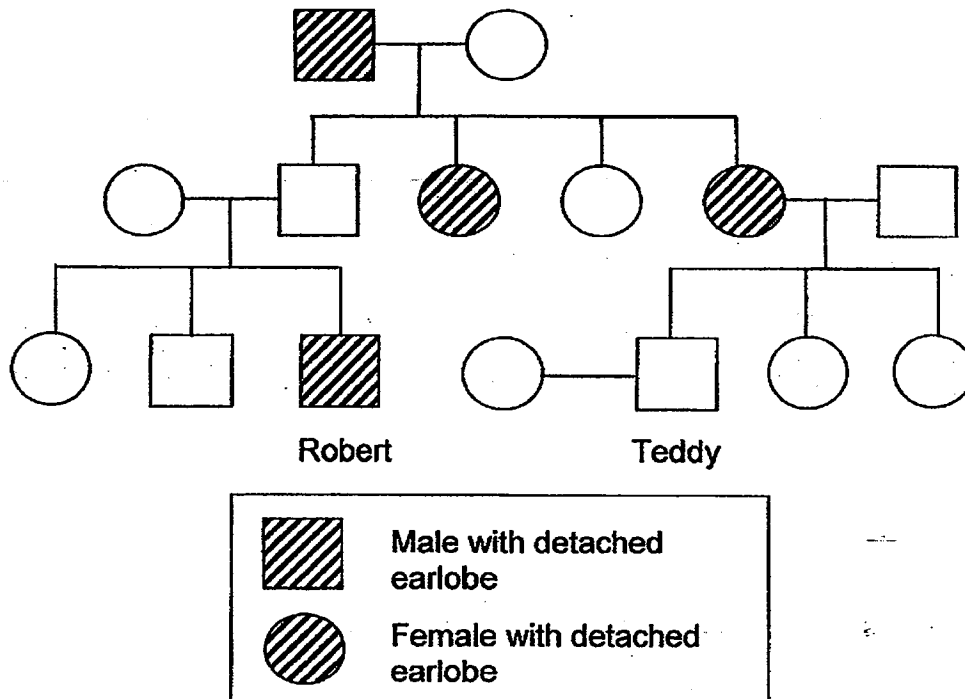 Robert
Teddy
Male with detached
earlobe
Female with detached
earlobe